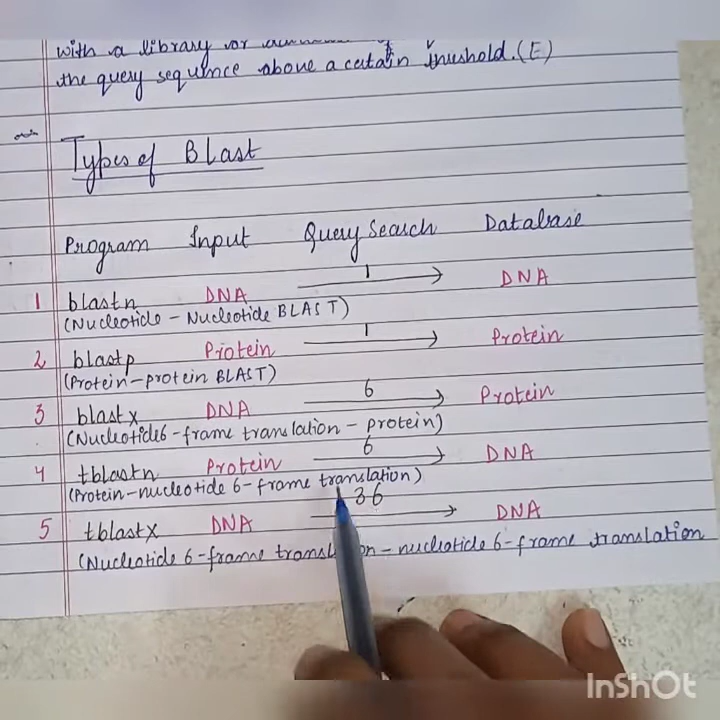 with a library or
the query sequence above a certain threshold.(E)
Types of BLast
Program Input Query Search Database
1 blastn DNA 1 DNA
(Nucleotide - Nucleotide BLAST)
2 blastp Protein 1 Protein
(Protein-protein BLAST)
3 blastx DNA 6 Protein
(Nucleotide6-frame translation - protein)
4 tblastn Protein 6 DNA
(Protein-nucleotide 6-frame translation)
5 tblastx DNA 36 DNA
(Nucleotide 6-frame translation - nucleotide 6-frame translation
InShOt